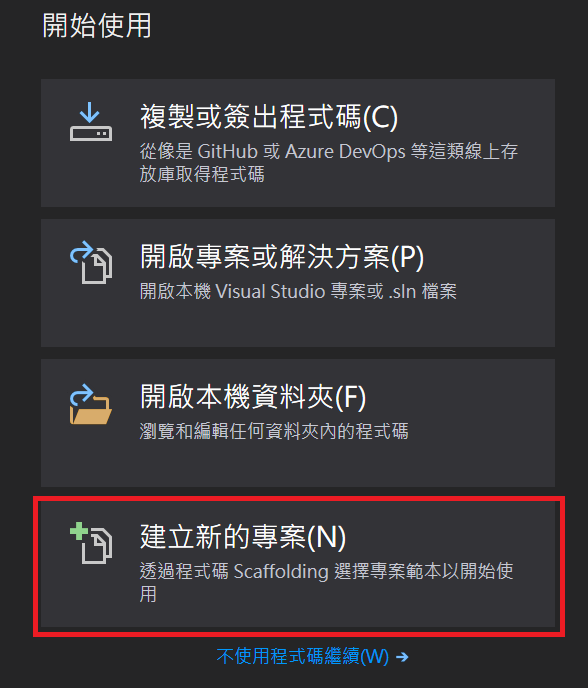 開始使用
複製或簽出程式碼(C)
從像是 GitHub 或 Azure DevOps 等這類線上存
放庫取得程式碼
開啟專案或解決方案(P)
開啟本機 Visual Studio 專案或 .sln 檔案
開啟本機資料夾(F)
瀏覽和編輯任何資料夾內的程式碼
建立新的專案(N)
透過程式碼 Scaffolding 選擇專案範本以開始使
用
不使用程式碼繼續(W) →